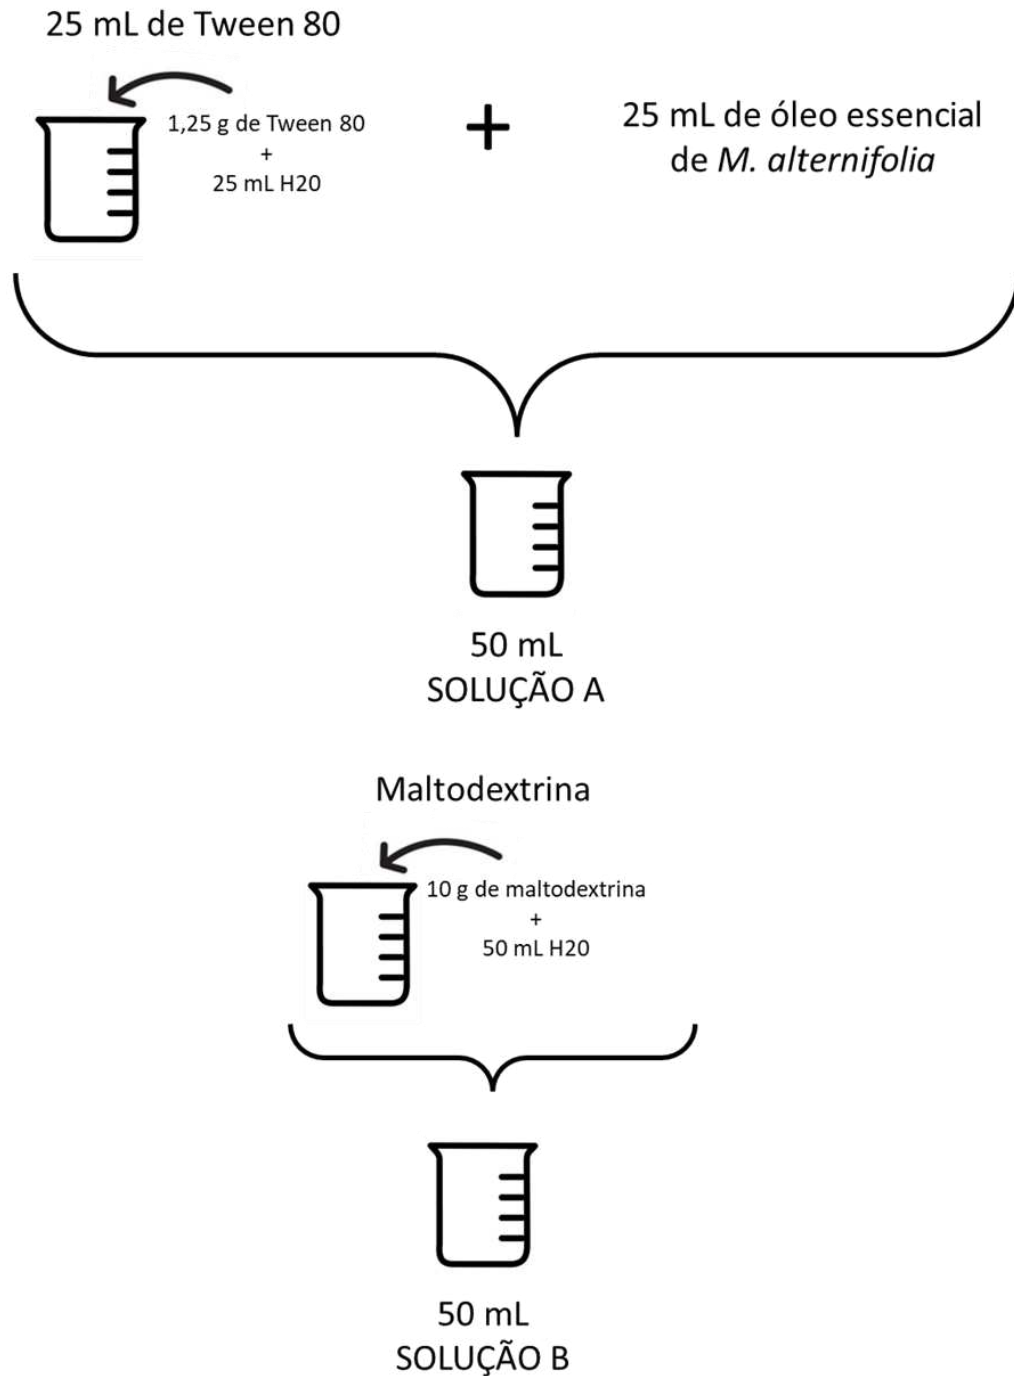 25 mL de Tween 80
1,25 g de Tween 80
+
25 mL H20
+
25 mL de óleo essencial
de M. alternifolia
50 mL
SOLUÇÃO A
Maltodextrina
10 g de maltodextrina
+
50 mL H20
50 mL
SOLUÇÃO B